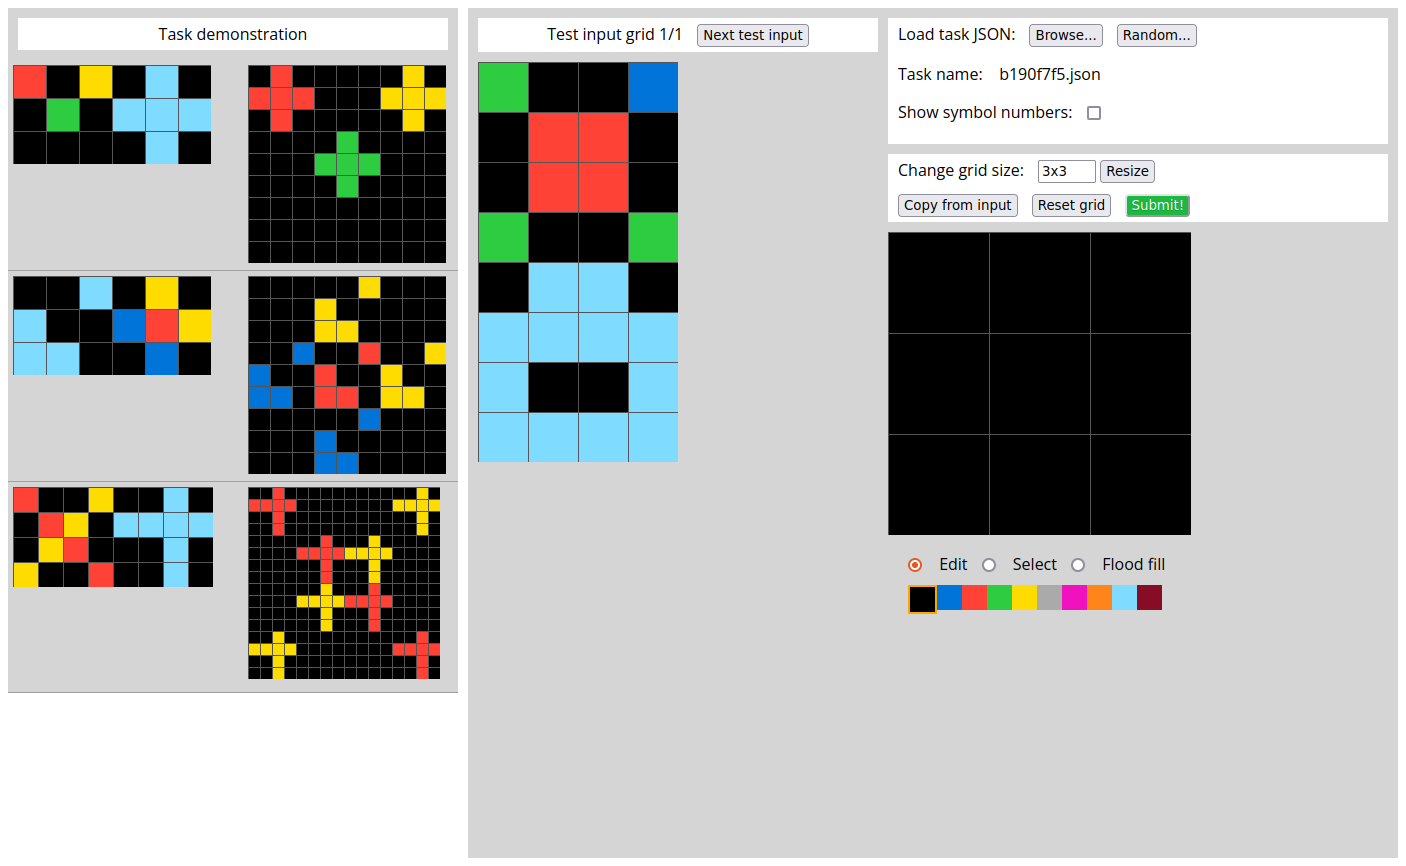 Task demonstration
Test input grid 1/1 Next test input
Load task JSON: Browse... Random...
Task name: b190f7f5.json
Show symbol numbers:
Change grid size: 3x3 Resize
Copy from input Reset grid Submit!
Edit Select Flood fill